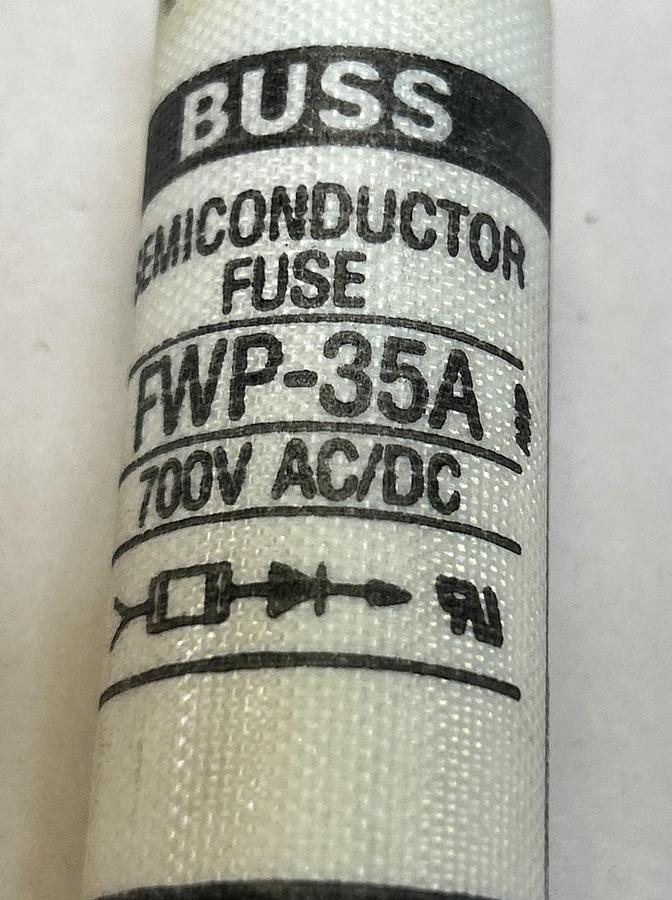 BUSS
SEMICONDUCTOR
FUSE
FWP-35A
700V AC/DC